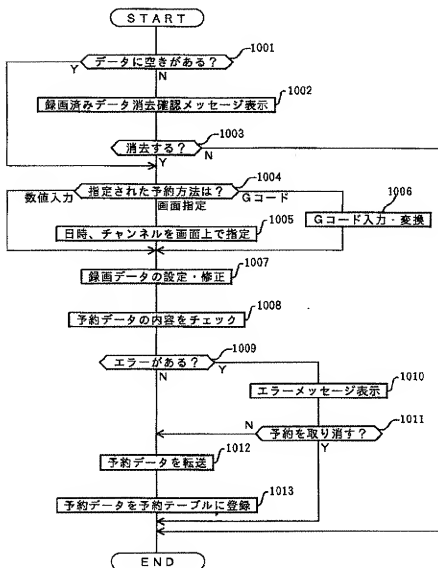 START
データに空きがある?
1001
Y
N
録画済みデータ消去確認メッセージ表示
1002
消去する?
1003
N
Y
指定された予約方法は?
1004
数値入力
画面指定
Gコード
日時、チャンネルを画面上で指定
1005
Gコード入力・変換
1006
録画データの設定・修正
1007
予約データの内容をチェック
1008
エラーがある?
1009
N
Y
エラーメッセージ表示
1010
予約を取り消す?
1011
N
Y
予約データを転送
1012
予約データを予約テーブルに登録
1013
END